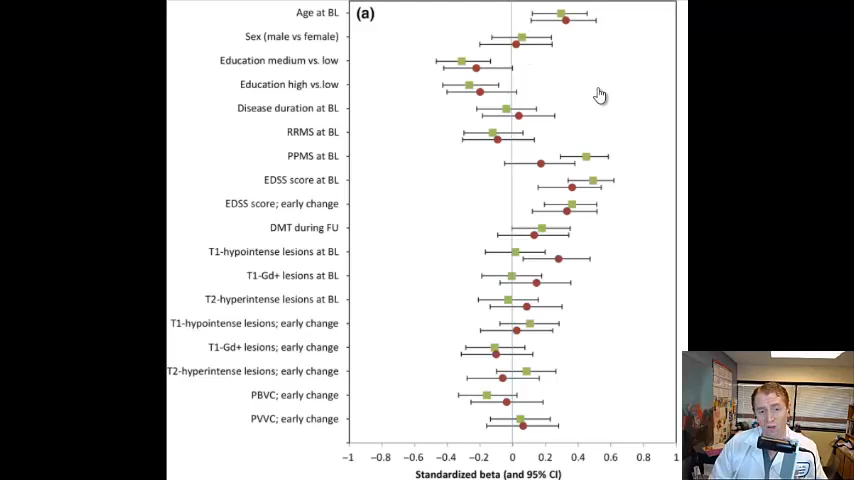 (a)
Age at BL
Sex (male vs female)
Education medium vs. low
Education high vs.low
Disease duration at BL
RRMS at BL
PPMS at BL
EDSS score at BL
EDSS score; early change
DMT during FU
T1-hypointense lesions at BL
T1-Gd+ lesions at BL
T2-hyperintense lesions at BL
T1-hypointense lesions; early change
T1-Gd+ lesions; early change
T2-hyperintense lesions; early change
PBVC; early change
PVVC; early change
−1 −0.8 −0.6 −0.4 −0.2 0 0.2 0.4 0.6 0.8 1
Standardized beta (and 95% CI)